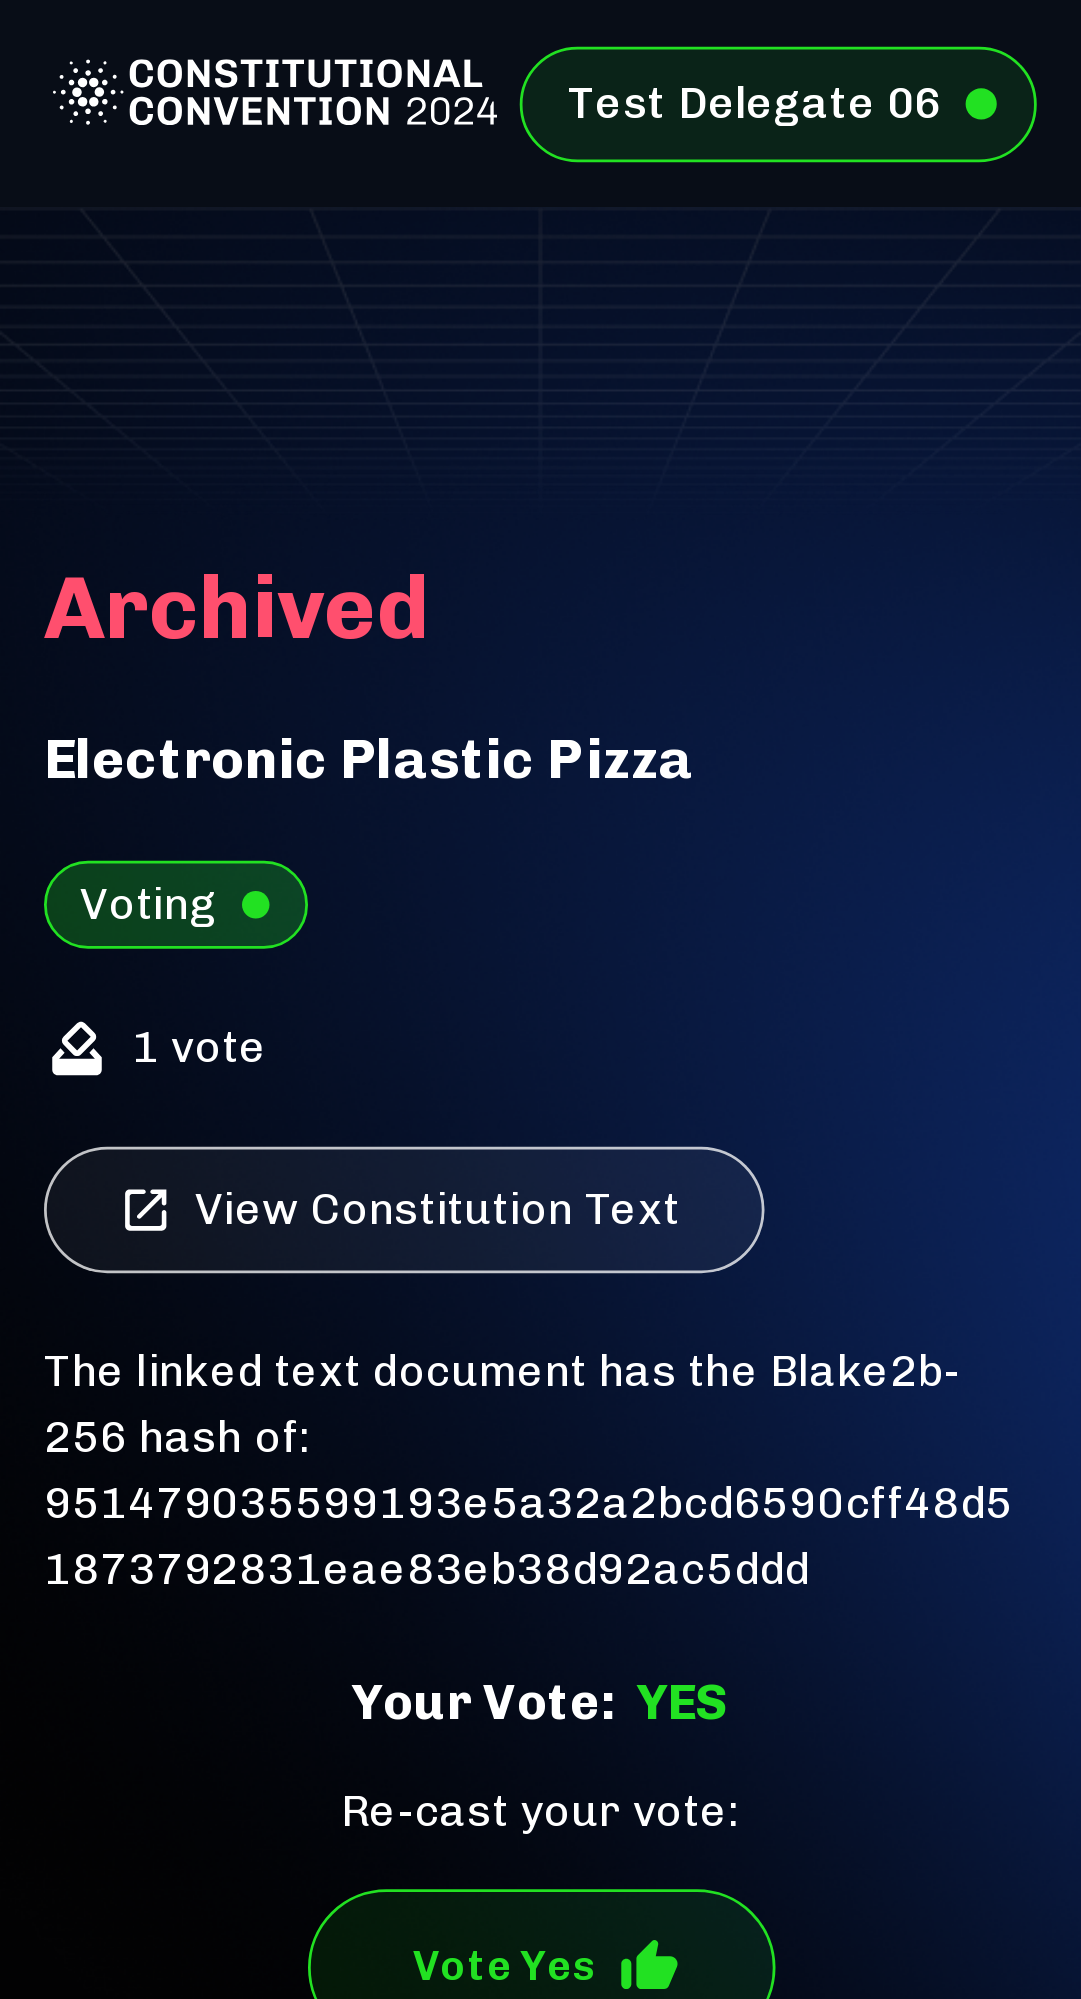 CONSTITUTIONAL
CONVENTION 2024
Test Delegate 06
Archived
Electronic Plastic Pizza
Voting
1 vote
View Constitution Text
The linked text document has the Blake2b-
256 hash of:
951479035599193e5a32a2bcd6590cff48d5
1873792831eae83eb38d92ac5ddd
Your Vote: YES
Re-cast your vote:
Vote Yes